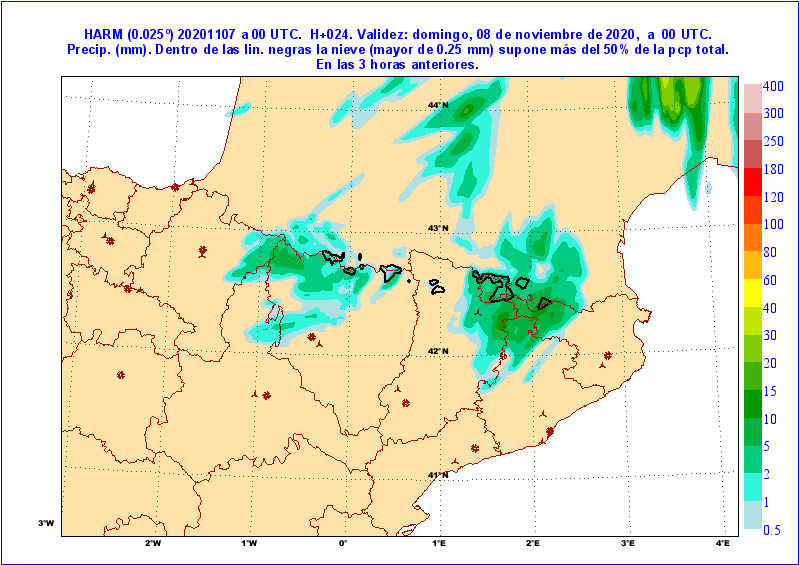 HARM (0.025º) 20201107 a 00 UTC. H+024. Validez: domingo, 08 de noviembre de 2020, a 00 UTC.
Precip. (mm). Dentro de las lin. negras la nieve (mayor de 0.25 mm) supone más del 50% de la pcp total.
En las 3 horas anteriores.
44°N
43°N
42°N
41°N
3°W
2°W
1°W
0°
1°E
2°E
3°E
4°E
400
300
250
180
120
100
80
60
50
40
30
20
15
10
5
2
1
0.5